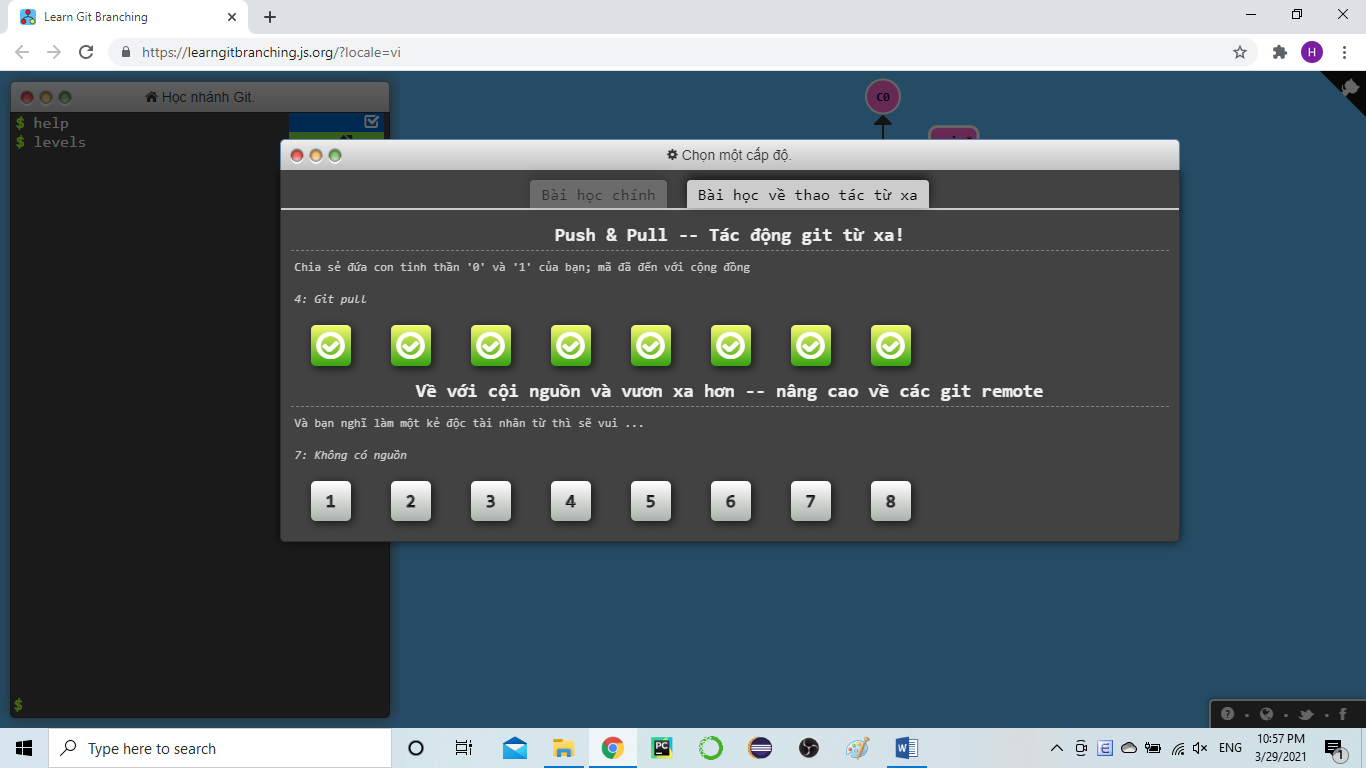 Learn Git Branching
https://learngitbranching.js.org/?locale=vi
H
Học nhánh Git.
$ help
$ levels
C0
Chọn một cấp độ.
Bài học chính
Bài học về thao tác từ xa
Push & Pull -- Tác động git từ xa!
Chia sẻ đứa con tinh thần '0' và '1' của bạn; mã đã đến với cộng đồng
4: Git pull
Về với cội nguồn và vươn xa hơn -- nâng cao về các git remote
Và bạn nghĩ làm một kẻ độc tài nhân từ thì sẽ vui ...
7: Không có nguồn
1 2 3 4 5 6 7 8
$
Type here to search
ENG
10:57 PM
3/29/2021
1